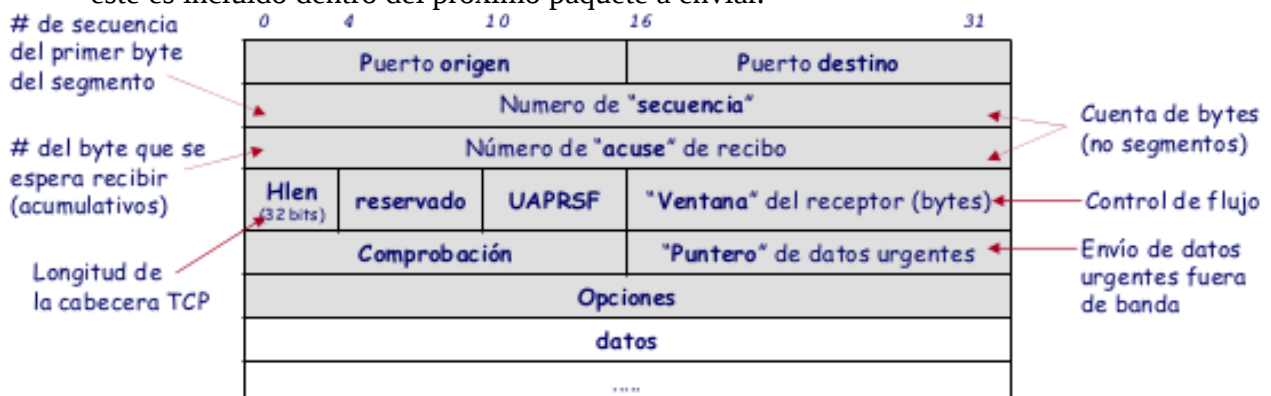 este es incluido dentro del próximo paquete a enviar.
0 4 10 16 31
# de secuencia
del primer byte
del segmento
Puerto origen
Puerto destino
Numero de "secuencia"
Cuenta de bytes
(no segmentos)
# del byte que se
espera recibir
(acumulativos)
Número de "acuse" de recibo
Hlen
(32 bits)
reservado
UAPRSF
"Ventana" del receptor (bytes)
Control de flujo
Longitud de
la cabecera TCP
Comprobación
"Puntero" de datos urgentes
Envío de datos
urgentes fuera
de banda
Opciones
datos
.....